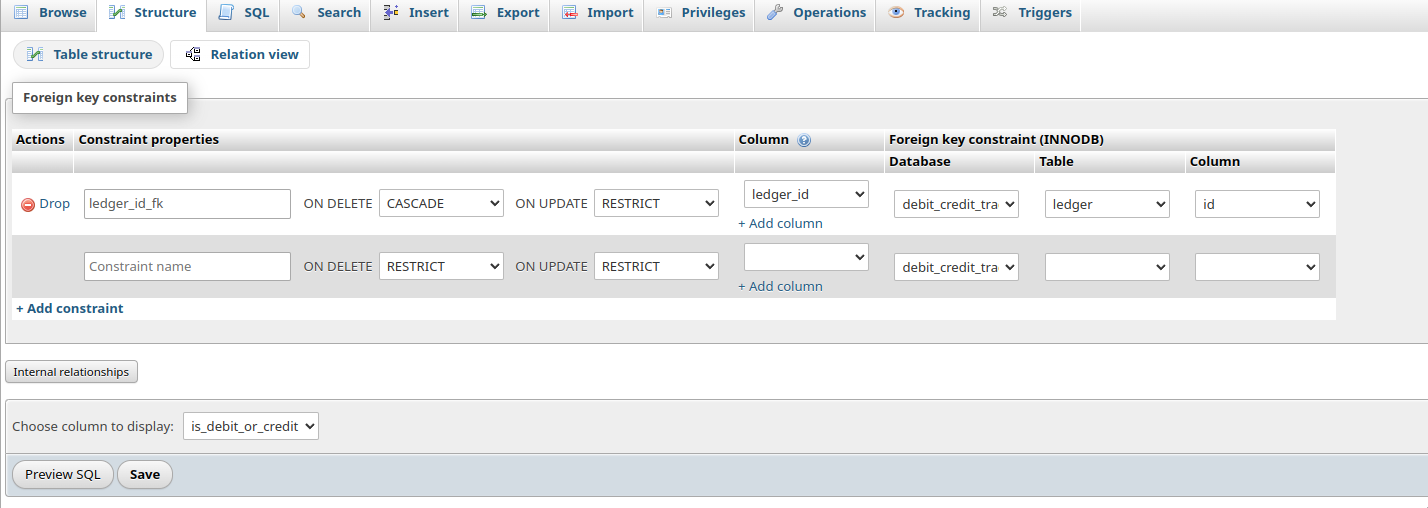 Browse Structure SQL Search Insert Export Import Privileges Operations Tracking Triggers
Table structure Relation view
Foreign key constraints
Actions Constraint properties Column Foreign key constraint (INNODB)
Database Table Column
Drop ledger_id_fk ON DELETE CASCADE ON UPDATE RESTRICT ledger_id debit_credit_tra ledger id
+ Add column
Constraint name ON DELETE RESTRICT ON UPDATE RESTRICT debit_credit_tra
+ Add column
+ Add constraint
Internal relationships
Choose column to display: is_debit_or_credit
Preview SQL Save